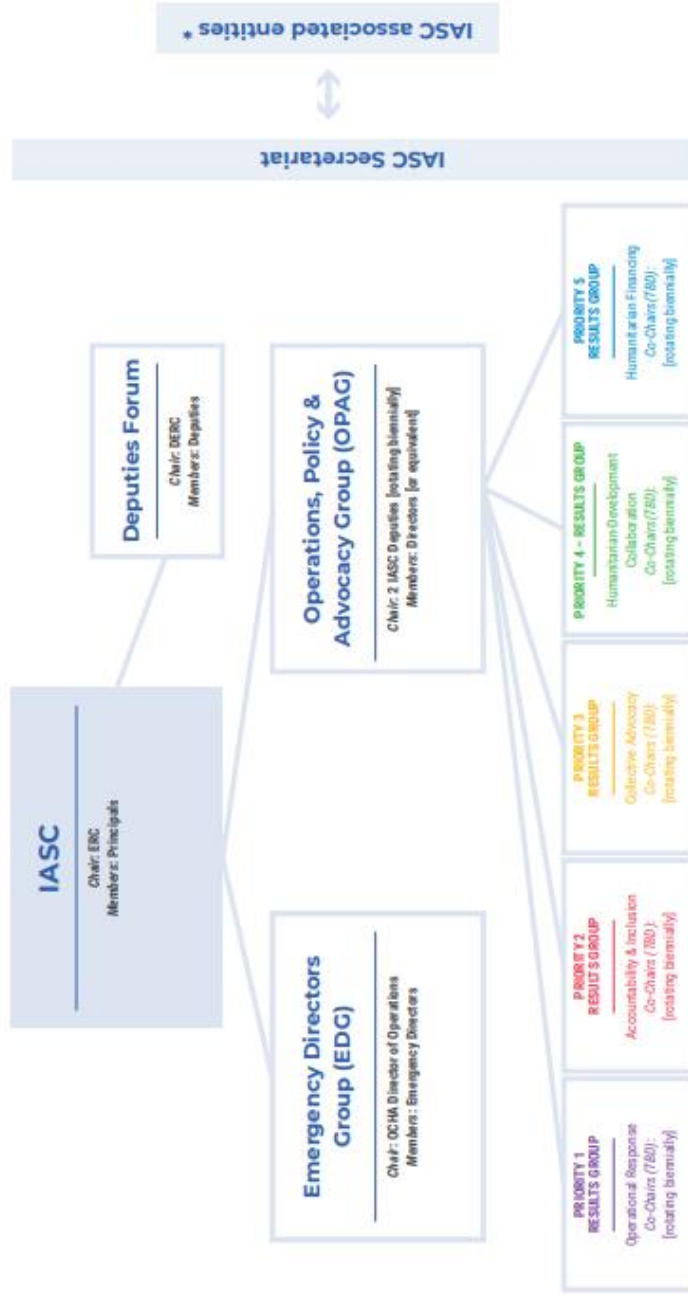 IASC
Chair: ERC
Members: Principals
Deputies Forum
Chair: DERC
Members: Deputies
Emergency Directors
Group (EDG)
Chair: OCHA Director of Operations
Members: Emergency Directors
Operations, Policy &
Advocacy Group (OPAG)
Chair: 2 IASC Deputies [rotating biennially]
Members: Directors [or equivalent]
PRIORITY 1
RESULTS GROUP
Operational Response
Co-Chairs (TBD):
[rotating biennially]
PRIORITY 2
RESULTS GROUP
Accountability & Inclusion
Co-Chairs (TBD):
[rotating biennially]
PRIORITY 3
RESULTS GROUP
Collective Advocacy
Co-Chairs (TBD):
[rotating biennially]
PRIORITY 4 - RESULTS GROUP
Humanitarian-Development
Collaboration
Co-Chairs (TBD):
[rotating biennially]
PRIORITY 5
RESULTS GROUP
Humanitarian Financing
Co-Chairs (TBD):
[rotating biennially]
IASC Secretariat
IASC associated entities *